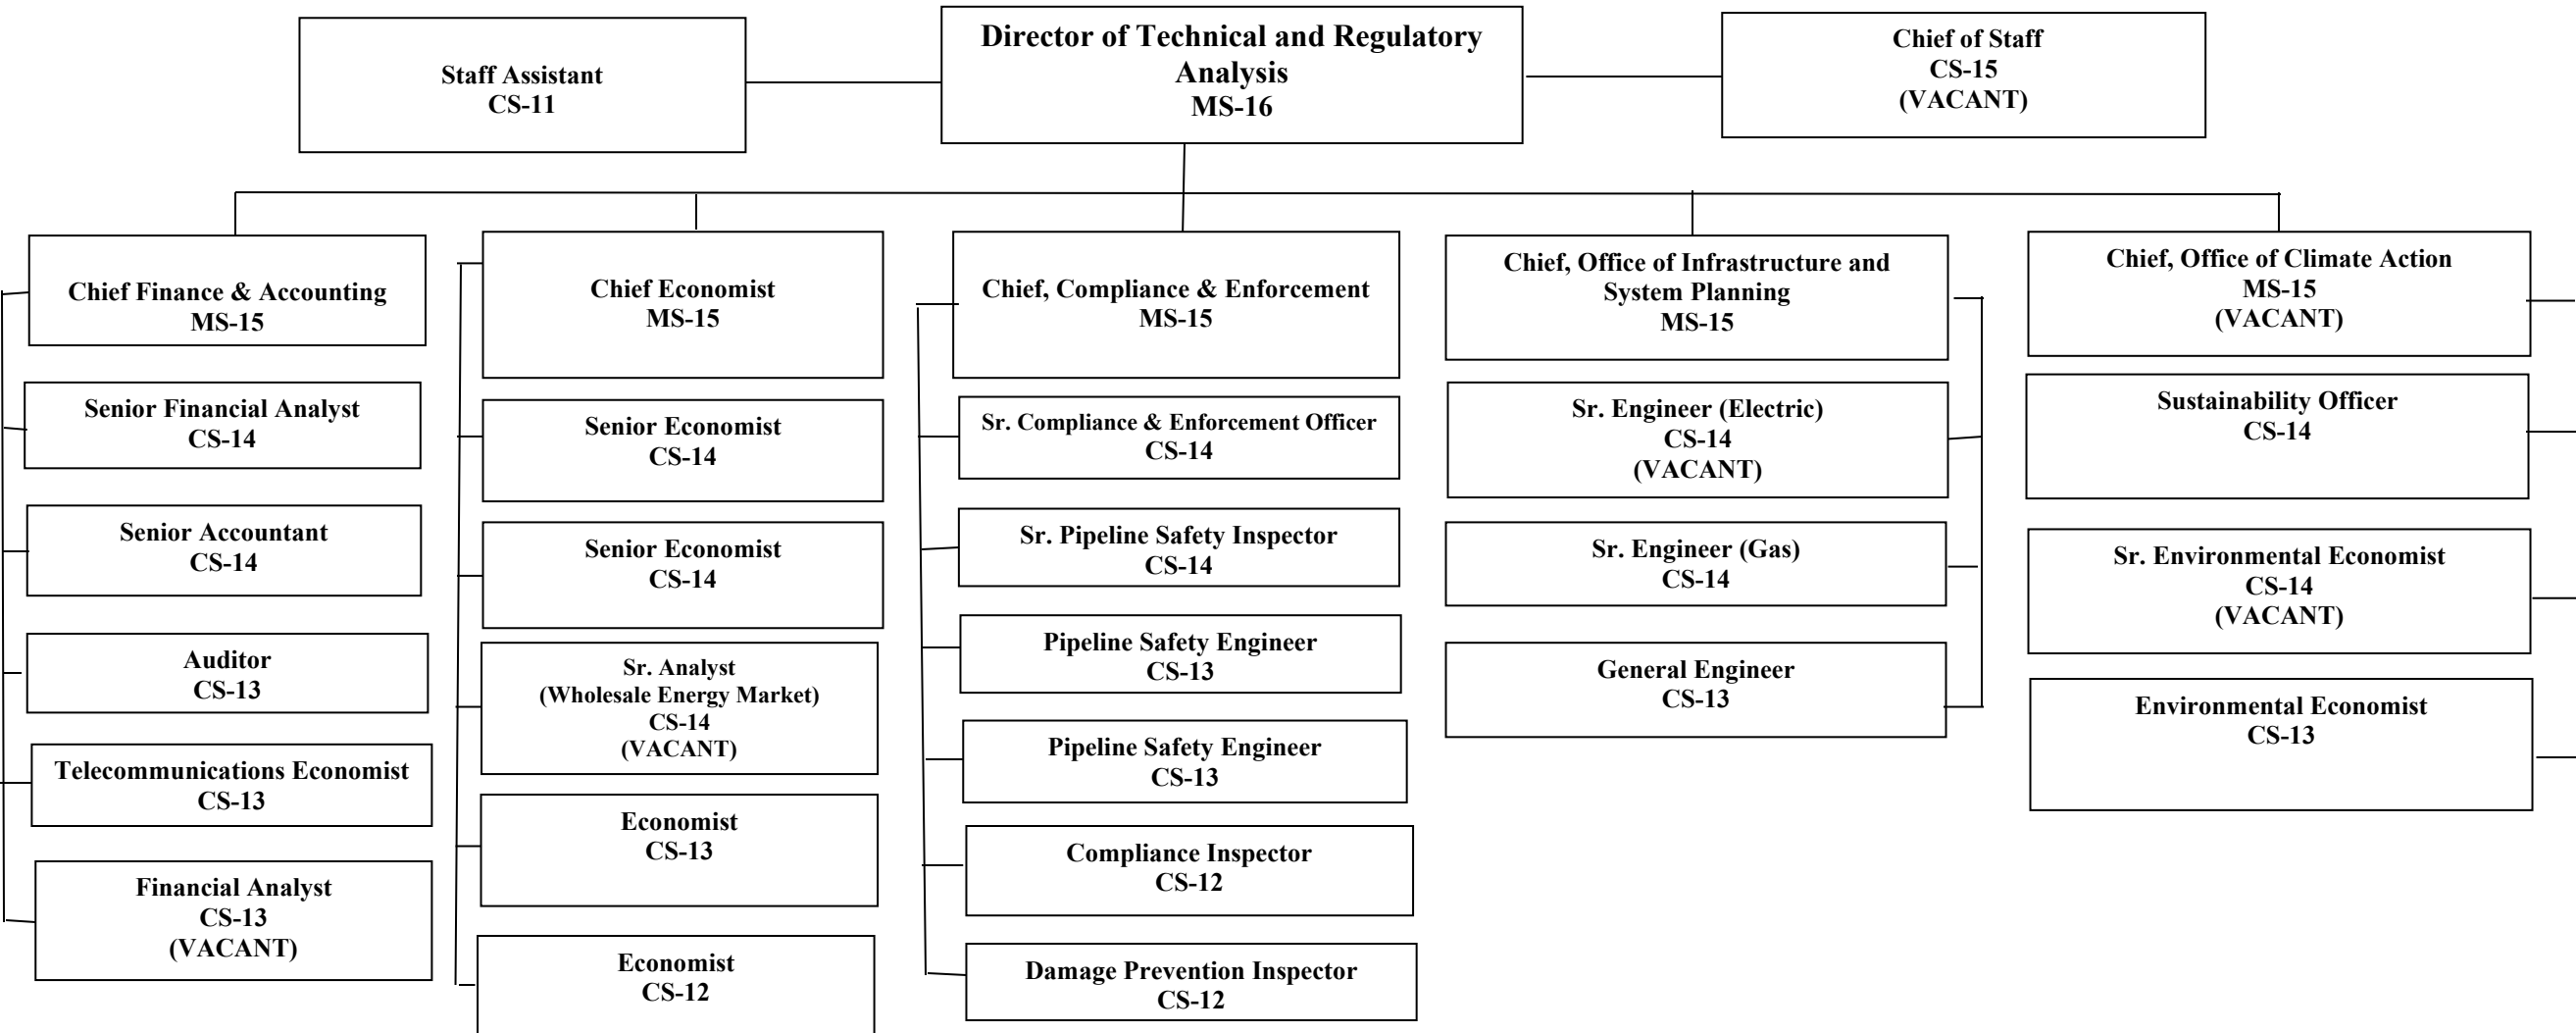 Staff Assistant
CS-11
Director of Technical and Regulatory
Analysis
MS-16
Chief of Staff
CS-15
(VACANT)
Chief Finance & Accounting
MS-15
Senior Financial Analyst
CS-14
Senior Accountant
CS-14
Auditor
CS-13
Telecommunications Economist
CS-13
Financial Analyst
CS-13
(VACANT)
Chief Economist
MS-15
Senior Economist
CS-14
Senior Economist
CS-14
Sr. Analyst
(Wholesale Energy Market)
CS-14
(VACANT)
Economist
CS-13
Economist
CS-12
Chief, Compliance & Enforcement
MS-15
Sr. Compliance & Enforcement Officer
CS-14
Sr. Pipeline Safety Inspector
CS-14
Pipeline Safety Engineer
CS-13
Pipeline Safety Engineer
CS-13
Compliance Inspector
CS-12
Damage Prevention Inspector
CS-12
Chief, Office of Infrastructure and
System Planning
MS-15
Sr. Engineer (Electric)
CS-14
(VACANT)
Sr. Engineer (Gas)
CS-14
General Engineer
CS-13
Chief, Office of Climate Action
MS-15
(VACANT)
Sustainability Officer
CS-14
Sr. Environmental Economist
CS-14
(VACANT)
Environmental Economist
CS-13